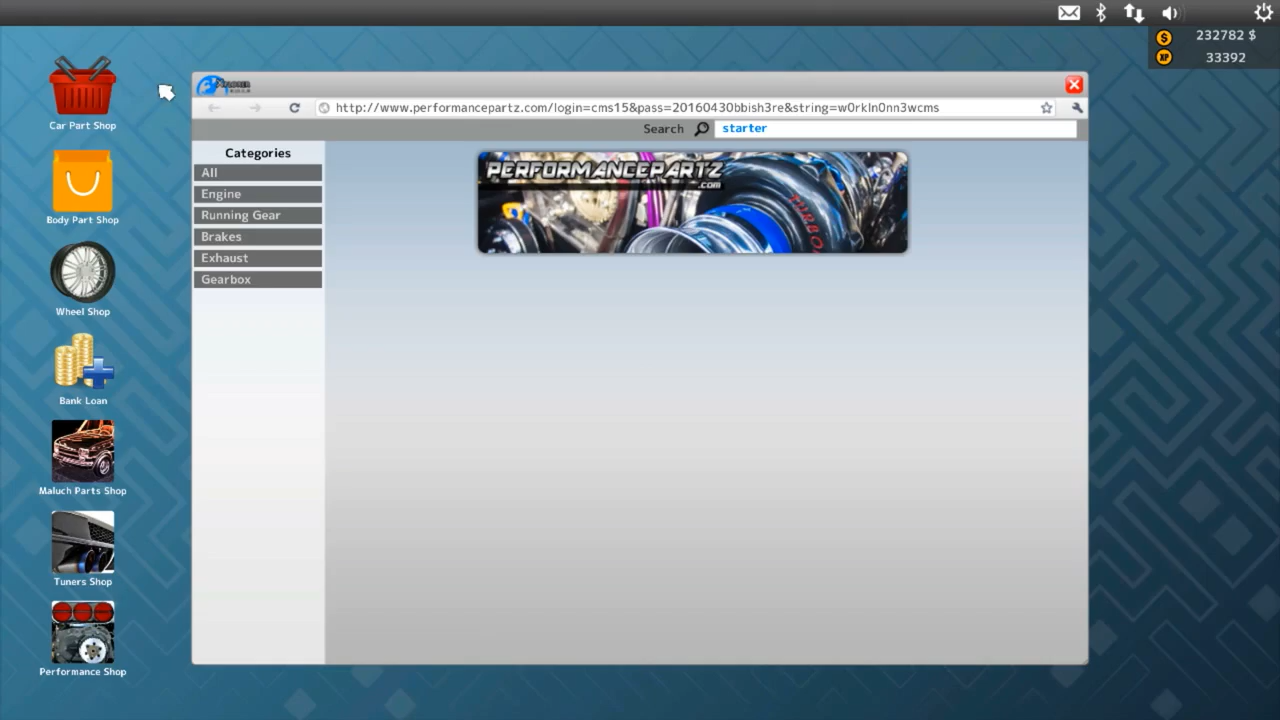 232782 $
XP
33392
Car Part Shop
Body Part Shop
Wheel Shop
Bank Loan
Maluch Parts Shop
Tuners Shop
Performance Shop
http://www.performancepartz.com/login=cms15&pass=20160430bbish3re&string=w0rkIn0nn3wcms
Search
starter
Categories
All
Engine
Running Gear
Brakes
Exhaust
Gearbox
PERFORMANCEPARTZ
.com
TURBO